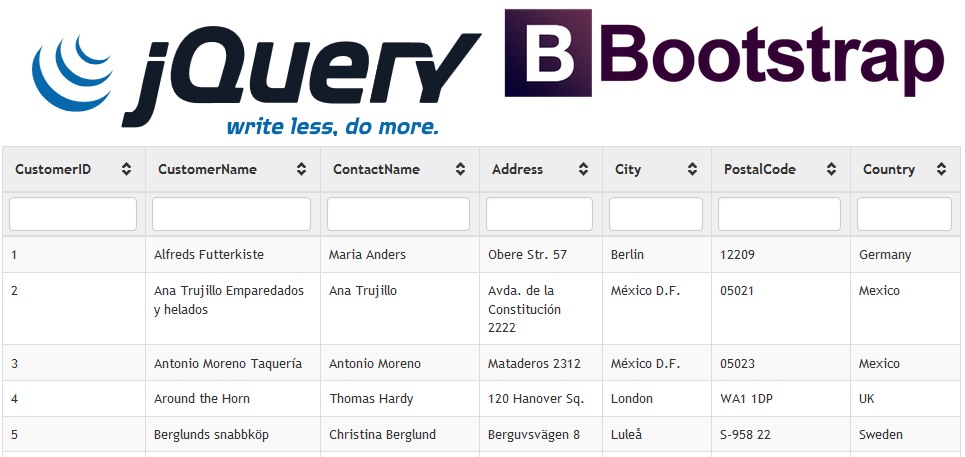 jQuery
write less, do more.
B Bootstrap
CustomerID CustomerName ContactName Address City PostalCode Country
1 Alfreds Futterkiste Maria Anders Obere Str. 57 Berlin 12209 Germany
2 Ana Trujillo Emparedados Ana Trujillo Avda. de la México D.F. 05021 Mexico
y helados Constitución
2222
3 Antonio Moreno Taquería Antonio Moreno Mataderos 2312 México D.F. 05023 Mexico
4 Around the Horn Thomas Hardy 120 Hanover Sq. London WA1 1DP UK
5 Berglunds snabbköp Christina Berglund Berguvsvägen 8 Luleå S-958 22 Sweden